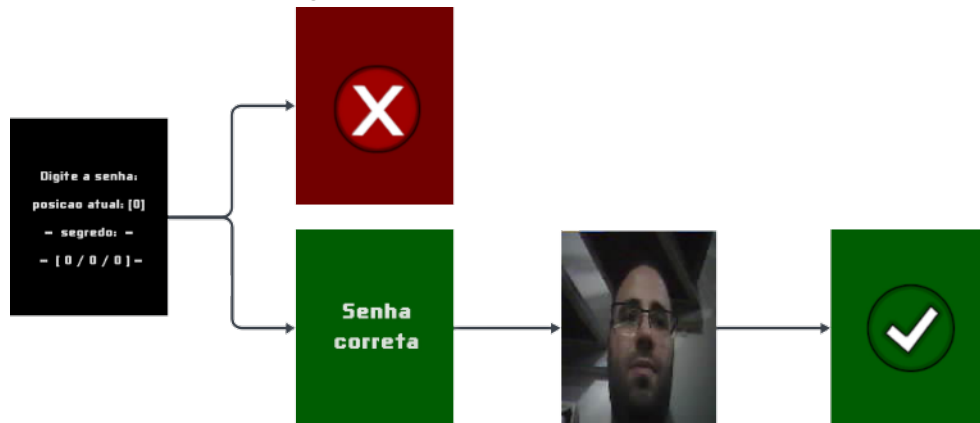 Digite a senha:
posicao atual: [0]
- segredo: -
- [ 0 / 0 / 0 ] -
Senha
correta